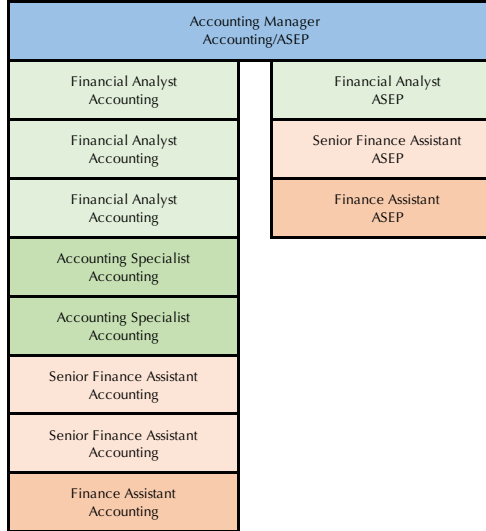 Accounting Manager
Accounting/ASEP
Financial Analyst
Accounting
Financial Analyst
Accounting
Financial Analyst
Accounting
Accounting Specialist
Accounting
Accounting Specialist
Accounting
Senior Finance Assistant
Accounting
Senior Finance Assistant
Accounting
Finance Assistant
Accounting
Financial Analyst
ASEP
Senior Finance Assistant
ASEP
Finance Assistant
ASEP